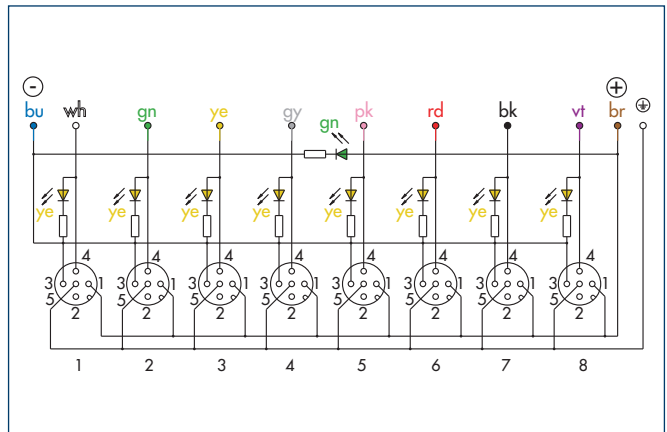 − +
bu wh gn ye gy gn pk rd bk vt br
ye ye ye ye ye ye ye ye
4 4 4 4 4 4 4 4
3 1 3 1 3 1 3 1 3 1 3 1 3 1 3 1
5 5 5 5 5 5 5 5
2 2 2 2 2 2 2 2
1 2 3 4 5 6 7 8